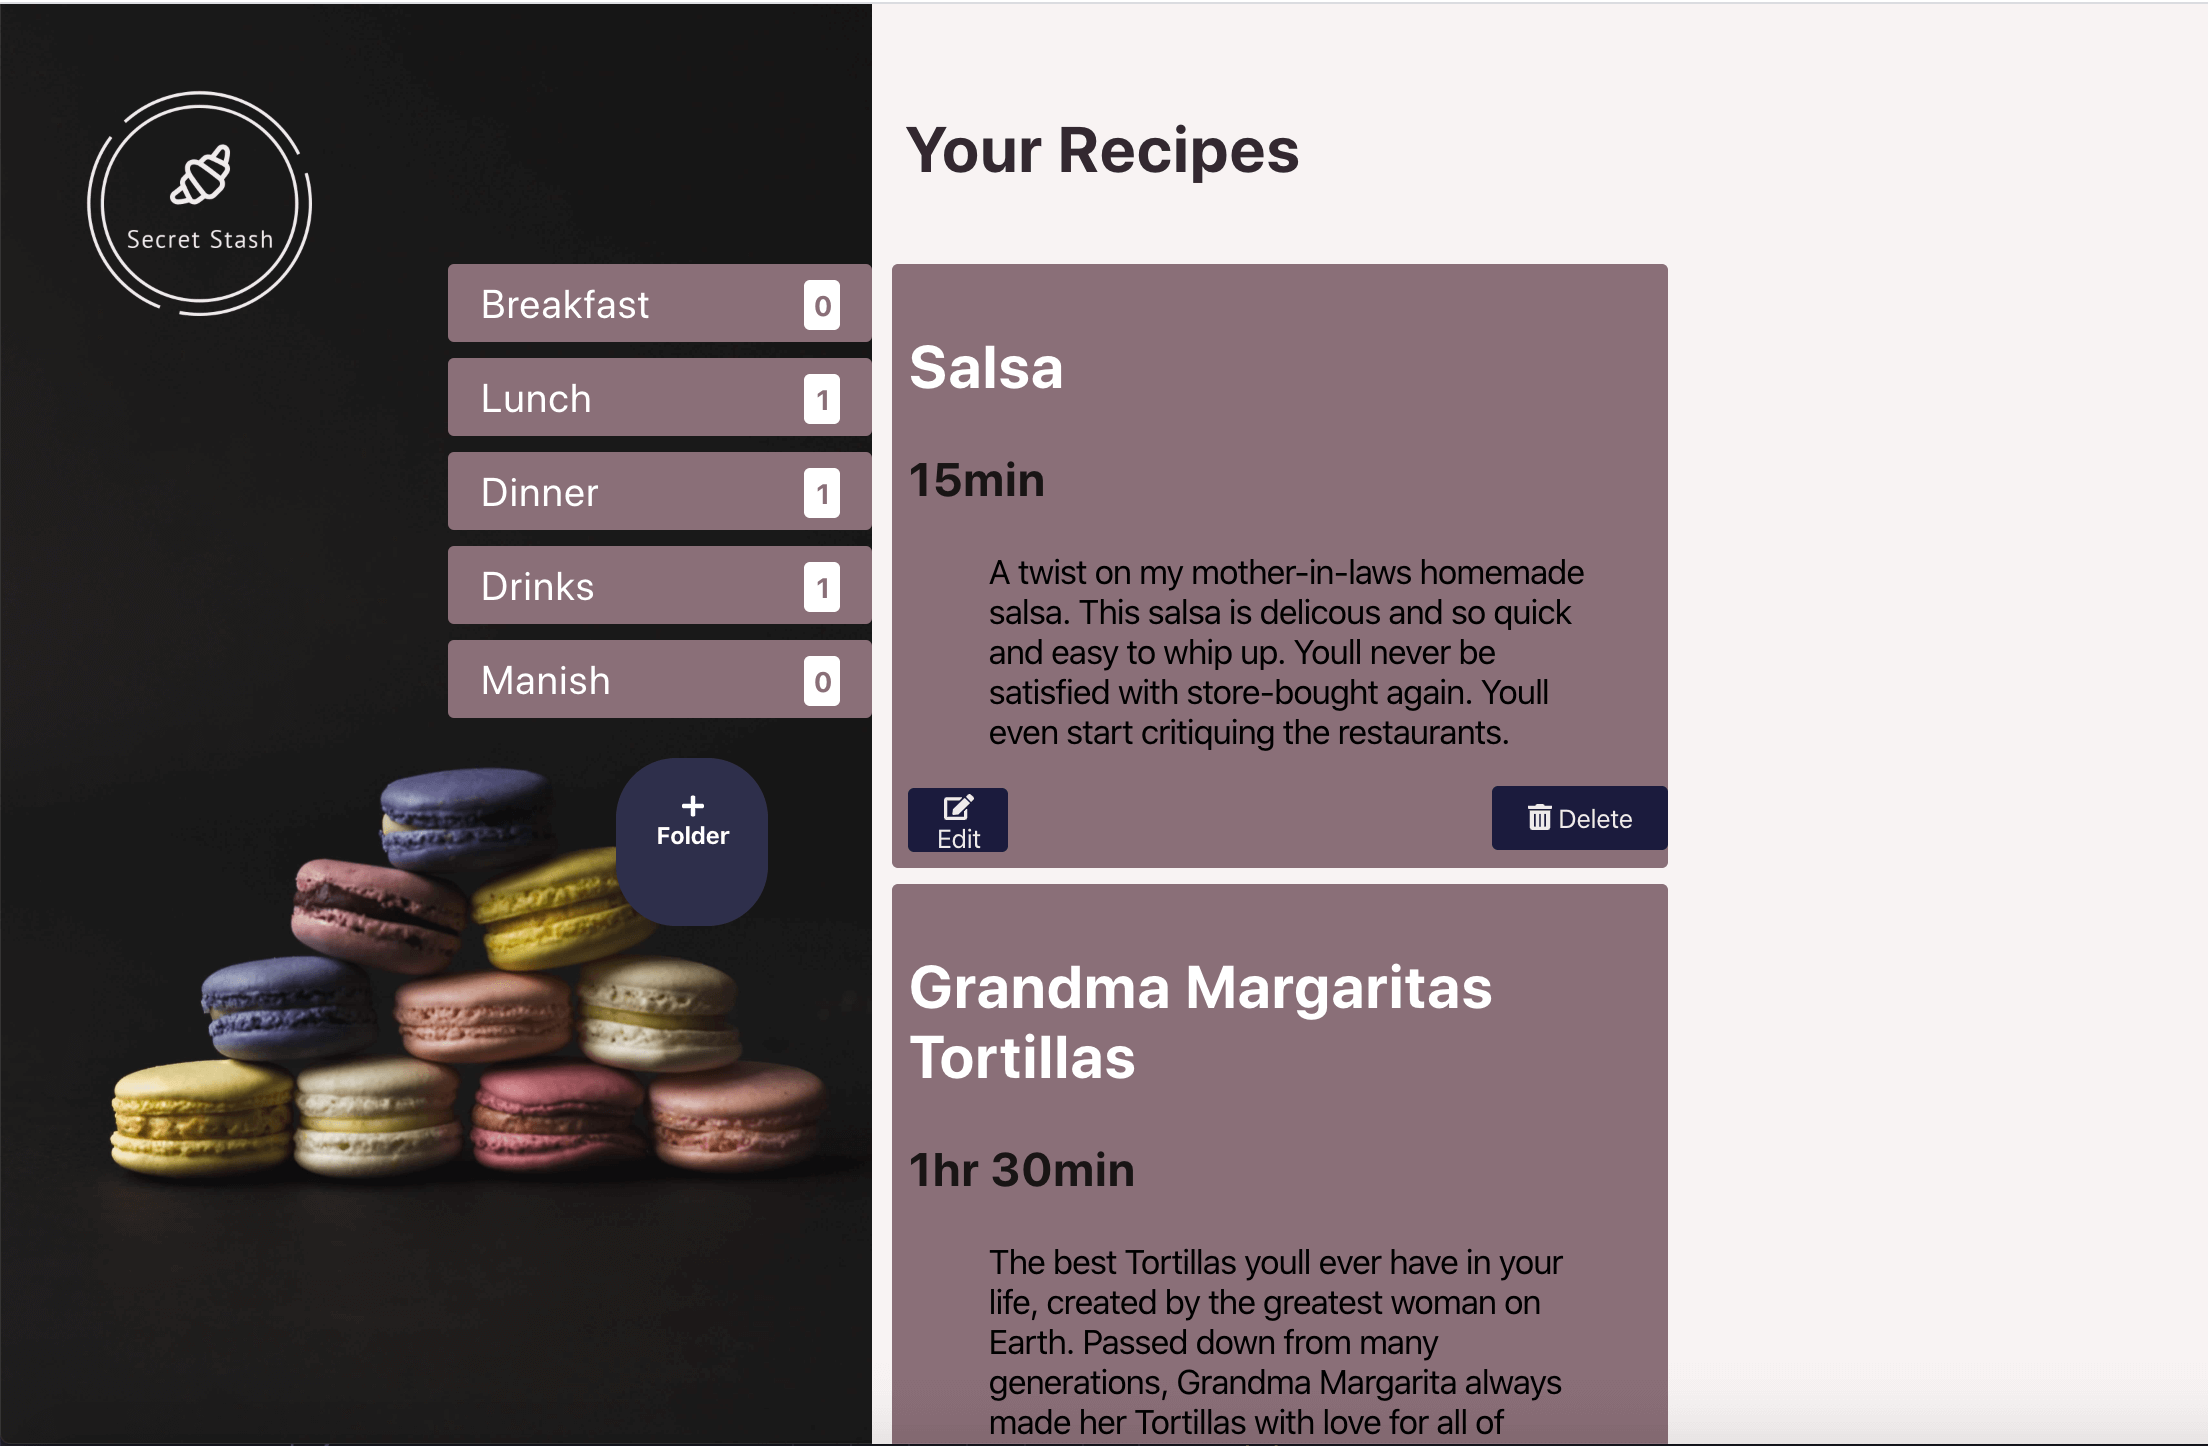 Secret Stash
Breakfast 0
Lunch 1
Dinner 1
Drinks 1
Manish 0
+
Folder
Your Recipes
Salsa
15min
A twist on my mother-in-laws homemade
salsa. This salsa is delicous and so quick
and easy to whip up. Youll never be
satisfied with store-bought again. Youll
even start critiquing the restaurants.
Edit
Delete
Grandma Margaritas
Tortillas
1hr 30min
The best Tortillas youll ever have in your
life, created by the greatest woman on
Earth. Passed down from many
generations, Grandma Margarita always
made her Tortillas with love for all of